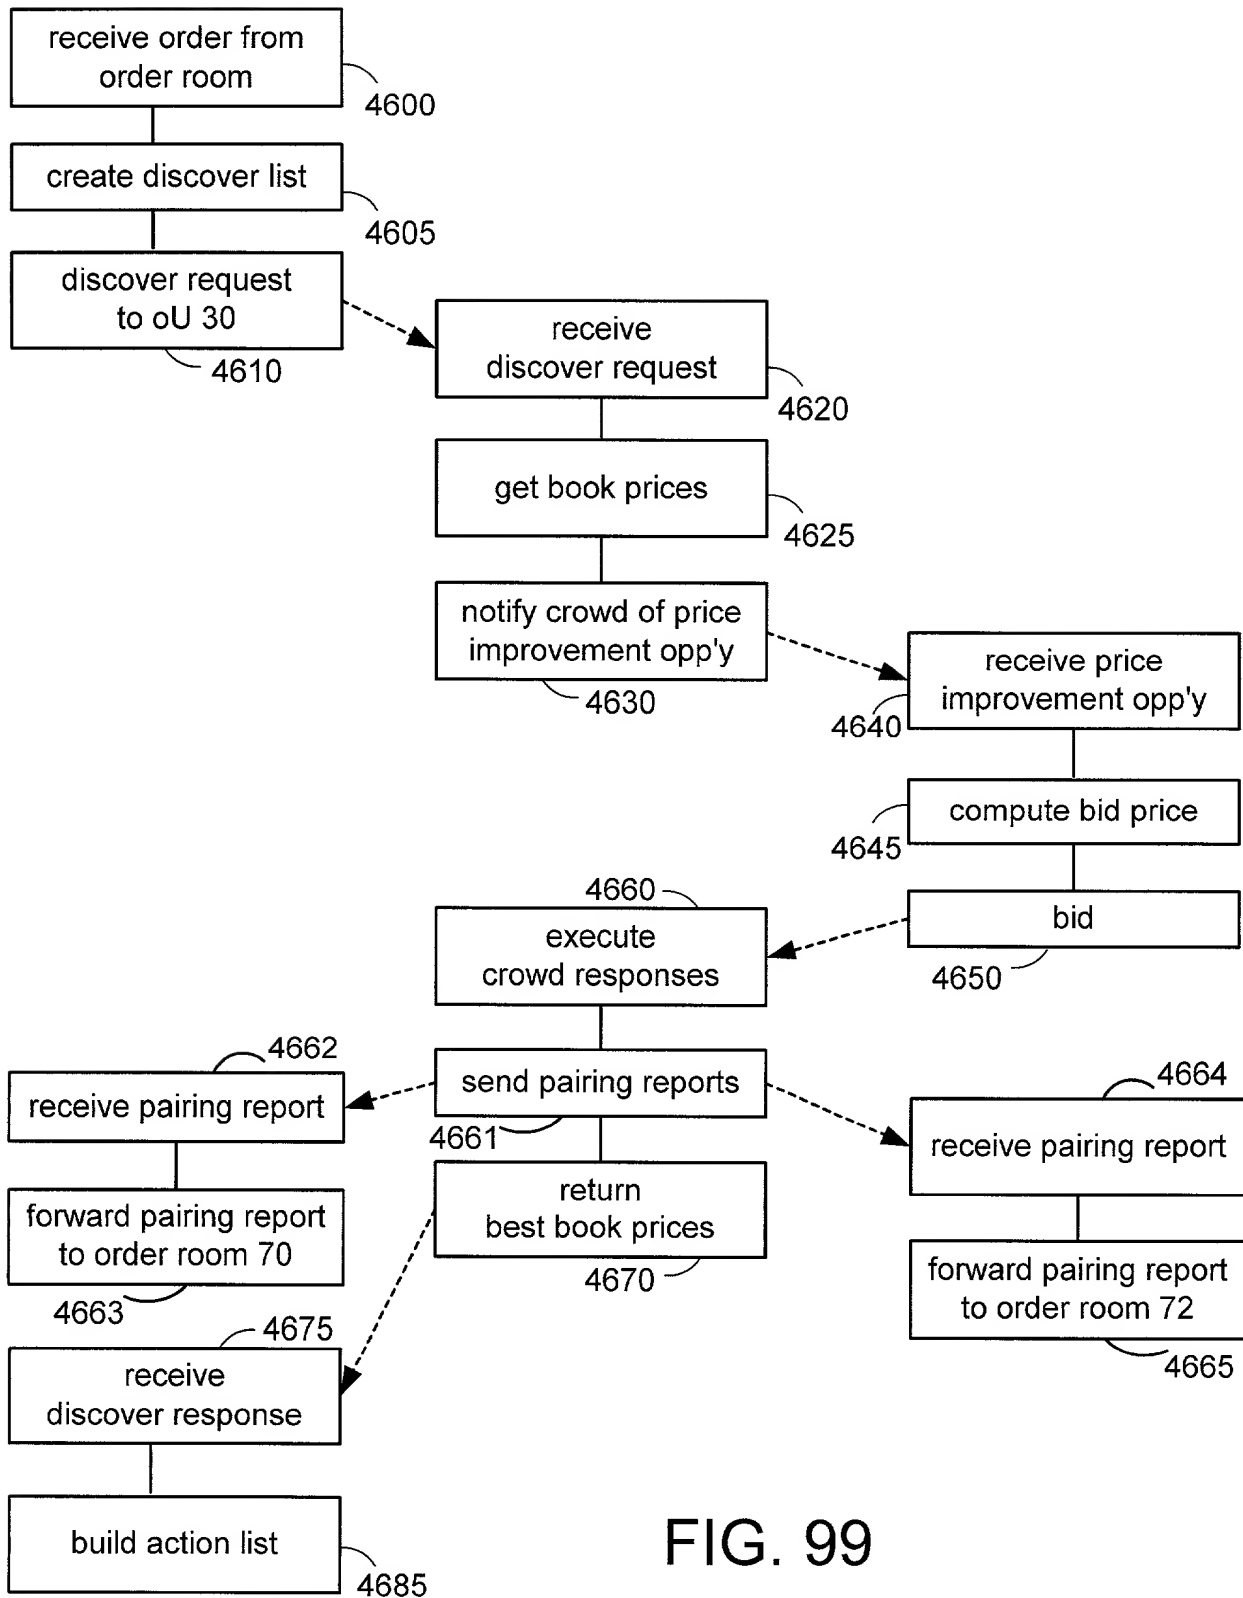 receive order from
order room
4600
create discover list
4605
discover request
to oU 30
4610
receive
discover request
4620
get book prices
4625
notify crowd of price
improvement opp'y
4630
receive price
improvement opp'y
4640
compute bid price
4645
bid
4650
4660
execute
crowd responses
send pairing reports
4661
4662
receive pairing report
forward pairing report
to order room 70
4663
4664
receive pairing report
forward pairing report
to order room 72
4665
return
best book prices
4670
4675
receive
discover response
build action list
4685
FIG. 99